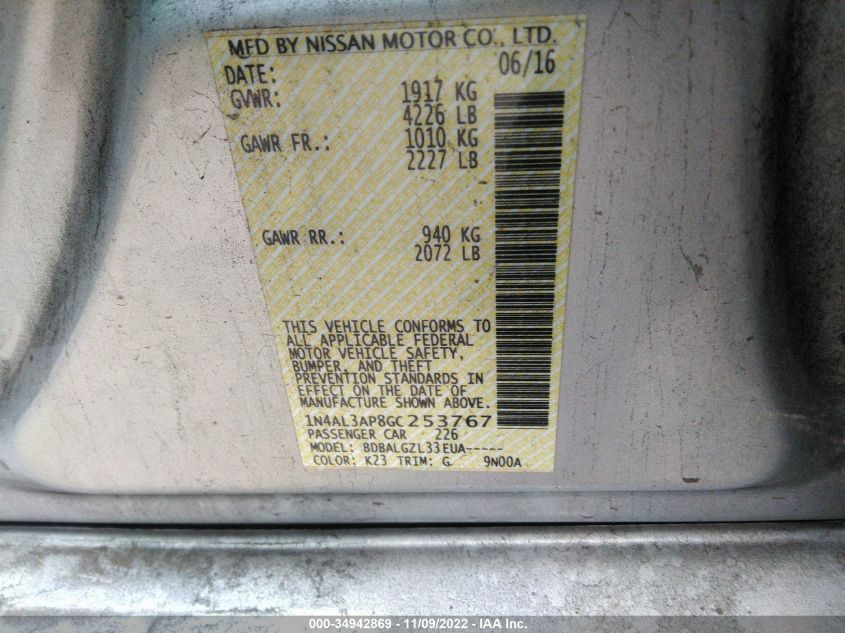 MFD BY NISSAN MOTOR CO., LTD.
DATE: 06/16
GVWR: 1917 KG
4226 LB
GAWR FR.: 1010 KG
2227 LB
GAWR RR.: 940 KG
2072 LB
THIS VEHICLE CONFORMS TO
ALL APPLICABLE FEDERAL
MOTOR VEHICLE SAFETY,
BUMPER, AND THEFT
PREVENTION STANDARDS IN
EFFECT ON THE DATE OF
MANUFACTURE SHOWN ABOVE.
1N4AL3AP8GC253767
PASSENGER CAR 226
MODEL: BDBALGZL33EUA-----
COLOR: K23 TRIM: G 9N00A
000-34942869 - 11/09/2022 - IAAI Inc.